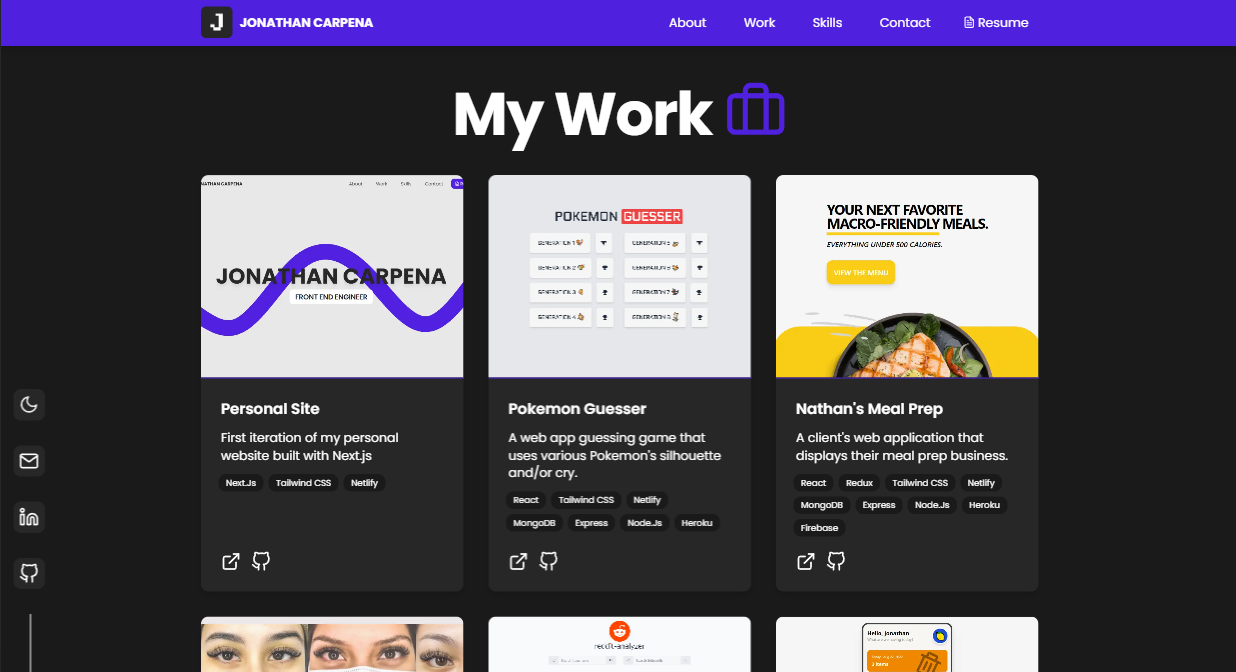 J JONATHAN CARPENA About Work Skills Contact Resume
My Work
NATHAN CARPENA About Work Skills Contact
JONATHAN CARPENA
FRONT END ENGINEER
Personal Site
First iteration of my personal
website built with Next.js
Next.Js Tailwind CSS Netlify
POKEMON GUESSER
GENERATION 1 GENERATION 5
GENERATION 2 GENERATION 6
GENERATION 3 GENERATION 7
GENERATION 4 GENERATION 8
Pokemon Guesser
A web app guessing game that
uses various Pokemon's silhouette
and/or cry.
React Tailwind CSS Netlify
MongoDB Express Node.Js Heroku
YOUR NEXT FAVORITE
MACRO-FRIENDLY MEALS.
EVERYTHING UNDER 500 CALORIES.
VIEW THE MENU
Nathan's Meal Prep
A client's web application that
displays their meal prep business.
React Redux Tailwind CSS Netlify
MongoDB Express Node.Js Heroku
Firebase
in
reddit-analyzer
Hello, Jonathan
3 items